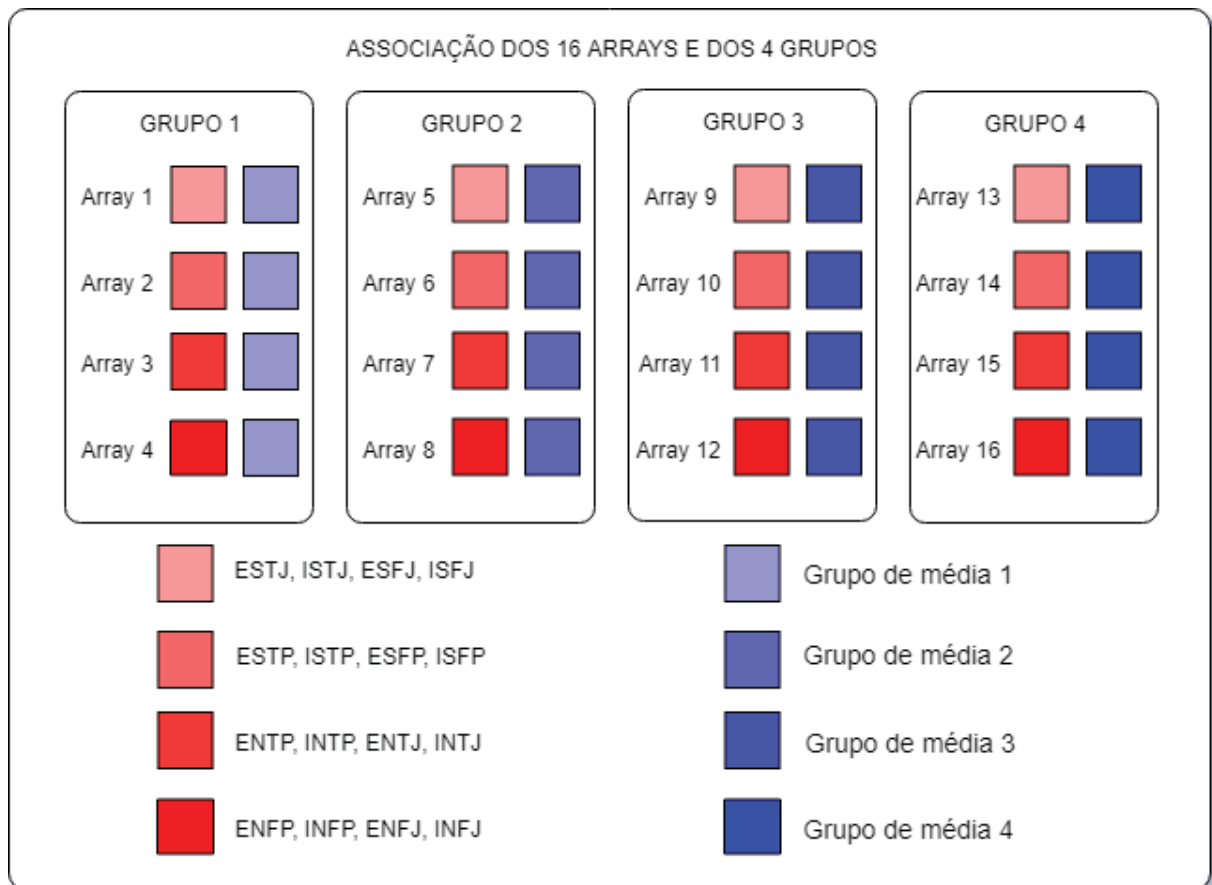 ASSOCIAÇÃO DOS 16 ARRAYS E DOS 4 GRUPOS
GRUPO 1
Array 1
Array 2
Array 3
Array 4
GRUPO 2
Array 5
Array 6
Array 7
Array 8
GRUPO 3
Array 9
Array 10
Array 11
Array 12
GRUPO 4
Array 13
Array 14
Array 15
Array 16
ESTJ, ISTJ, ESFJ, ISFJ
ESTP, ISTP, ESFP, ISFP
ENTP, INTP, ENTJ, INTJ
ENFP, INFP, ENFJ, INFJ
Grupo de média 1
Grupo de média 2
Grupo de média 3
Grupo de média 4